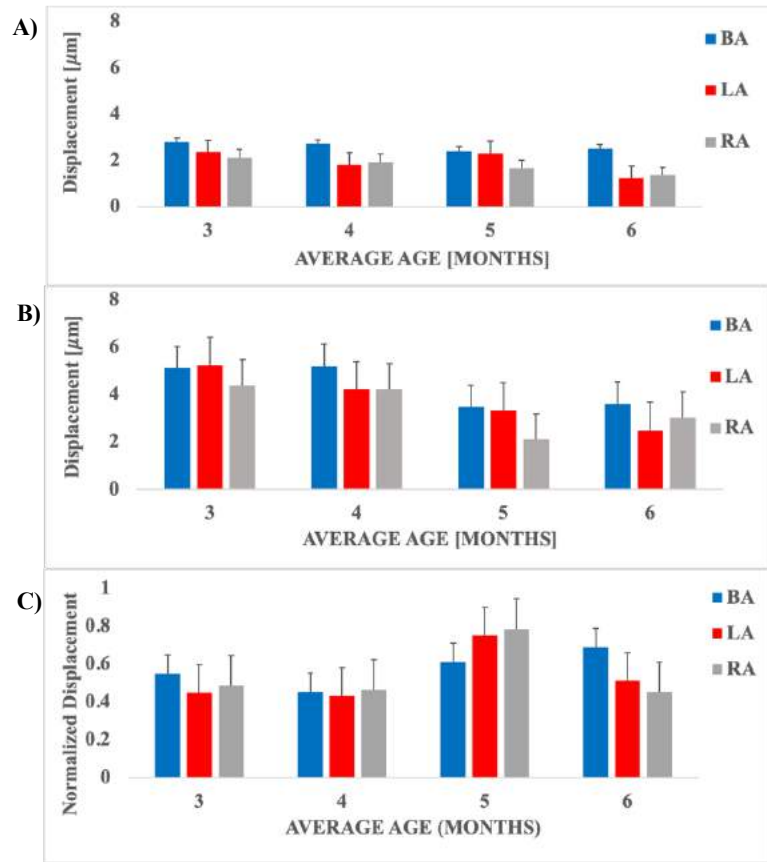 A)
Displacement [μm]
8
6
4
2
0
3 4 5 6
AVERAGE AGE [MONTHS]
BA
LA
RA
B)
Displacement [μm]
8
6
4
2
0
3 4 5 6
AVERAGE AGE [MONTHS]
BA
LA
RA
C)
Normalized Displacement
1
0.8
0.6
0.4
0.2
0
3 4 5 6
AVERAGE AGE (MONTHS)
BA
LA
RA